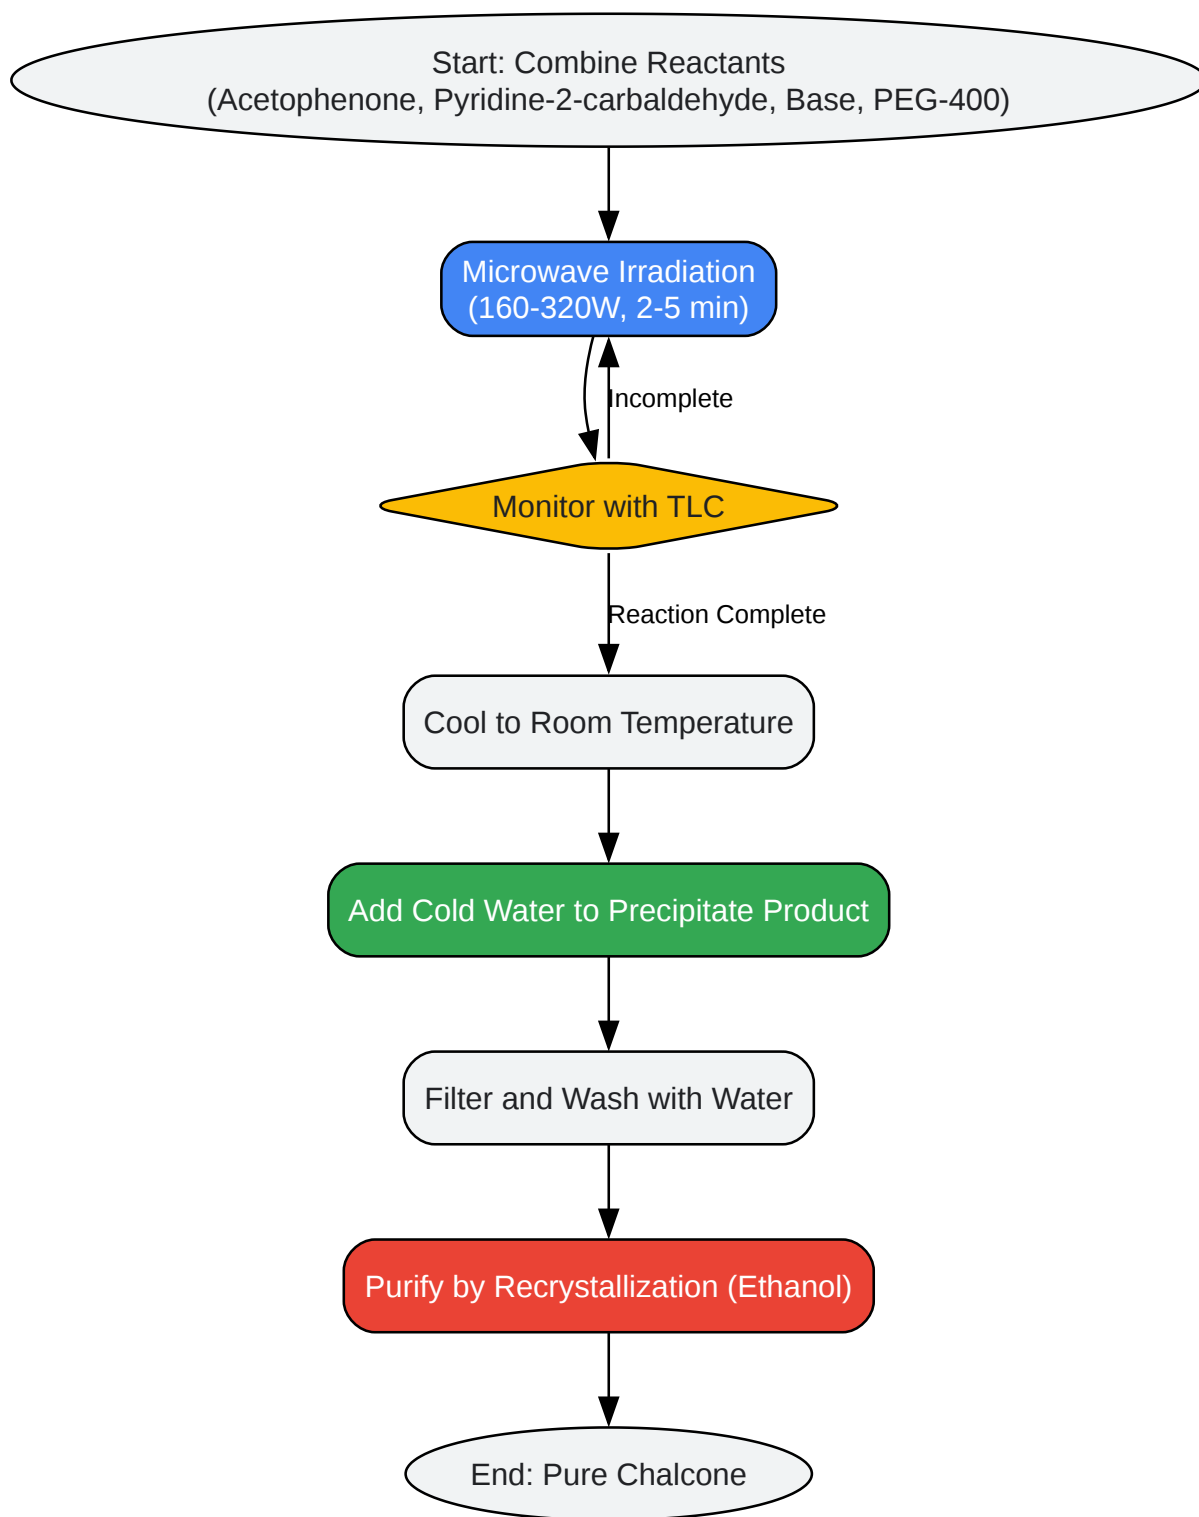 Start: Combine Reactants
(Acetophenone, Pyridine-2-carbaldehyde, Base, PEG-400)
Microwave Irradiation
(160-320W, 2-5 min)
Incomplete
Monitor with TLC
Reaction Complete
Cool to Room Temperature
Add Cold Water to Precipitate Product
Filter and Wash with Water
Purify by Recrystallization (Ethanol)
End: Pure Chalcone